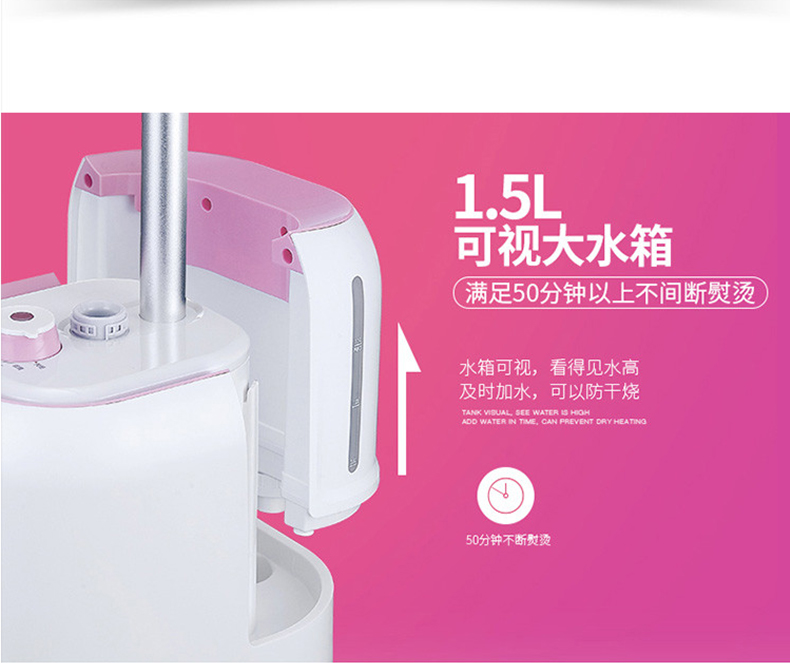 1.5L
可视大水箱
满足50分钟以上不间断熨烫
水箱可视，看得见水高
及时加水，可以防干烧
TANK VISUAL, SEE WATER IS HIGH
ADD WATER IN TIME, CAN PREVENT DRY HEATING
50分钟不断熨烫